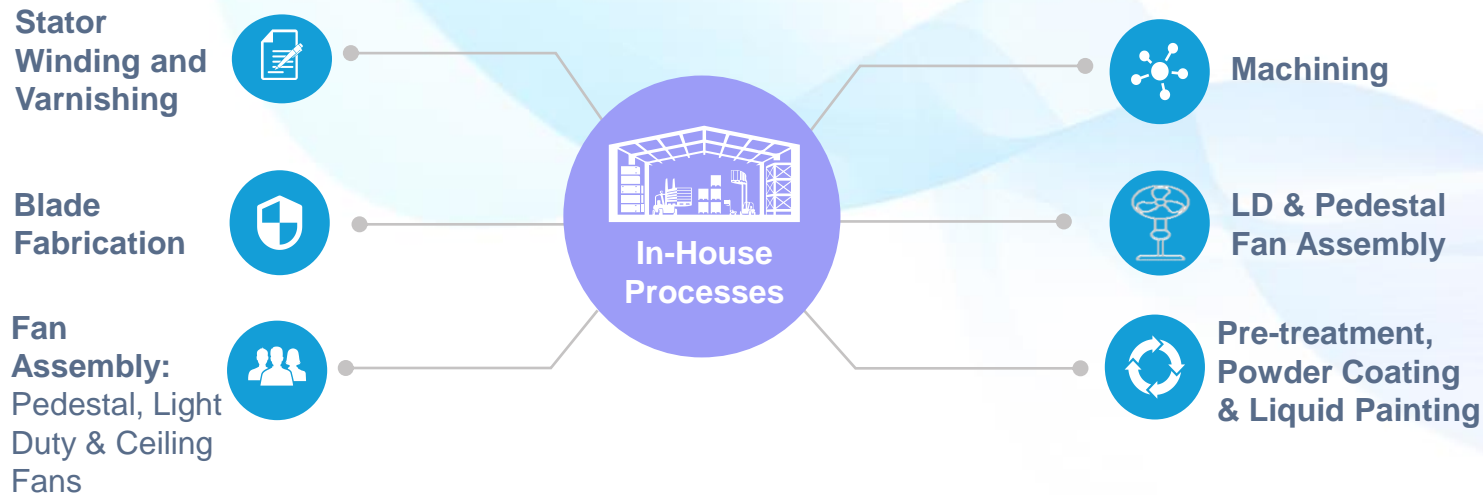 Stator
Winding and
Varnishing
Blade
Fabrication
Fan
Assembly:
Pedestal, Light
Duty & Ceiling
Fans
In-House
Processes
Machining
LD & Pedestal
Fan Assembly
Pre-treatment,
Powder Coating
& Liquid Painting